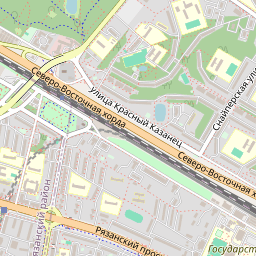 Северо-Восточная хорда
улица Красный Казанец
Снайперская ул
Северо-Восточная х
Рязанский район
Рязанский прос
Государст